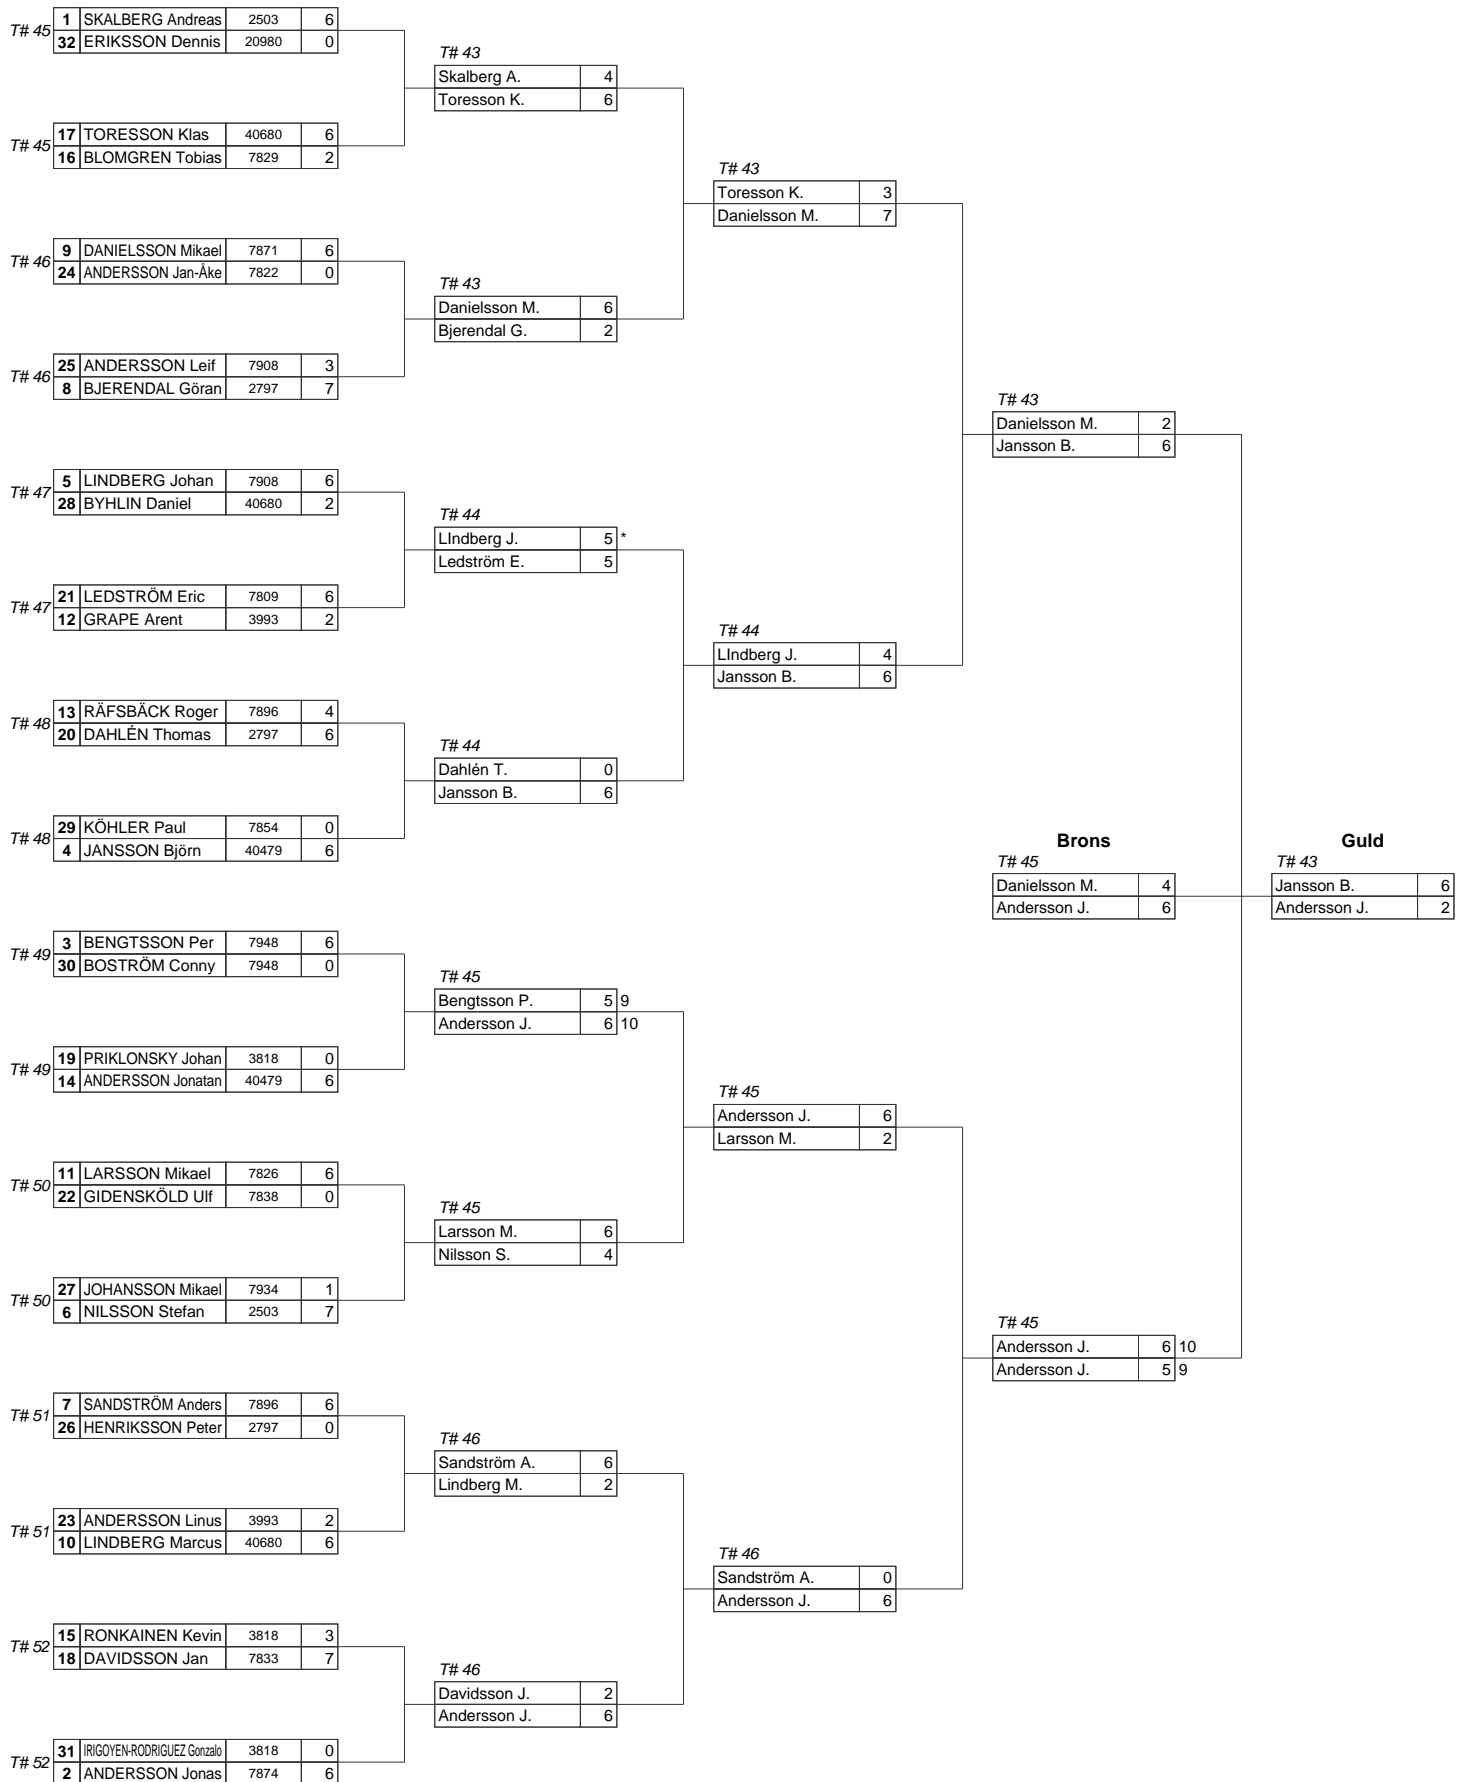 T# 45
1 SKALBERG Andreas 2503 6
32 ERIKSSON Dennis 20980 0
T# 45
17 TORESSON Klas 40680 6
16 BLOMGREN Tobias 7829 2
T# 46
9 DANIELSSON Mikael 7871 6
24 ANDERSSON Jan-Åke 7822 0
T# 46
25 ANDERSSON Leif 7908 3
8 BJERENDAL Göran 2797 7
T# 47
5 LINDBERG Johan 7908 6
28 BYHLIN Daniel 40680 2
T# 47
21 LEDSTRÖM Eric 7809 6
12 GRAPE Arent 3993 2
T# 48
13 RÄFSBÄCK Roger 7896 4
20 DAHLÉN Thomas 2797 6
T# 48
29 KÖHLER Paul 7854 0
4 JANSSON Björn 40479 6
T# 49
3 BENGTSSON Per 7948 6
30 BOSTRÖM Conny 7948 0
T# 49
19 PRIKLONSKY Johan 3818 0
14 ANDERSSON Jonatan 40479 6
T# 50
11 LARSSON Mikael 7826 6
22 GIDENSKÖLD Ulf 7838 0
T# 50
27 JOHANSSON Mikael 7934 1
6 NILSSON Stefan 2503 7
T# 51
7 SANDSTRÖM Anders 7896 6
26 HENRIKSSON Peter 2797 0
T# 51
23 ANDERSSON Linus 3993 2
10 LINDBERG Marcus 40680 6
T# 52
15 RONKAINEN Kevin 3818 3
18 DAVIDSSON Jan 7833 7
T# 52
31 IRIGOYEN-RODRIGUEZ Gonzalo 3818 0
2 ANDERSSON Jonas 7874 6
T# 43
Skalberg A. 4
Toresson K. 6
T# 43
Danielsson M. 6
Bjerendal G. 2
T# 44
LIndberg J. 5 *
Ledström E. 5
T# 44
Dahlén T. 0
Jansson B. 6
T# 45
Bengtsson P. 5 9
Andersson J. 6 10
T# 45
Larsson M. 6
Nilsson S. 4
T# 46
Sandström A. 6
Lindberg M. 2
T# 46
Davidsson J. 2
Andersson J. 6
T# 43
Toresson K. 3
Danielsson M. 7
T# 44
LIndberg J. 4
Jansson B. 6
T# 45
Andersson J. 6
Larsson M. 2
T# 46
Sandström A. 0
Andersson J. 6
T# 43
Danielsson M. 2
Jansson B. 6
T# 45
Andersson J. 6 10
Andersson J. 5 9
Brons
T# 45
Danielsson M. 4
Andersson J. 6
Guld
T# 43
Jansson B. 6
Andersson J. 2